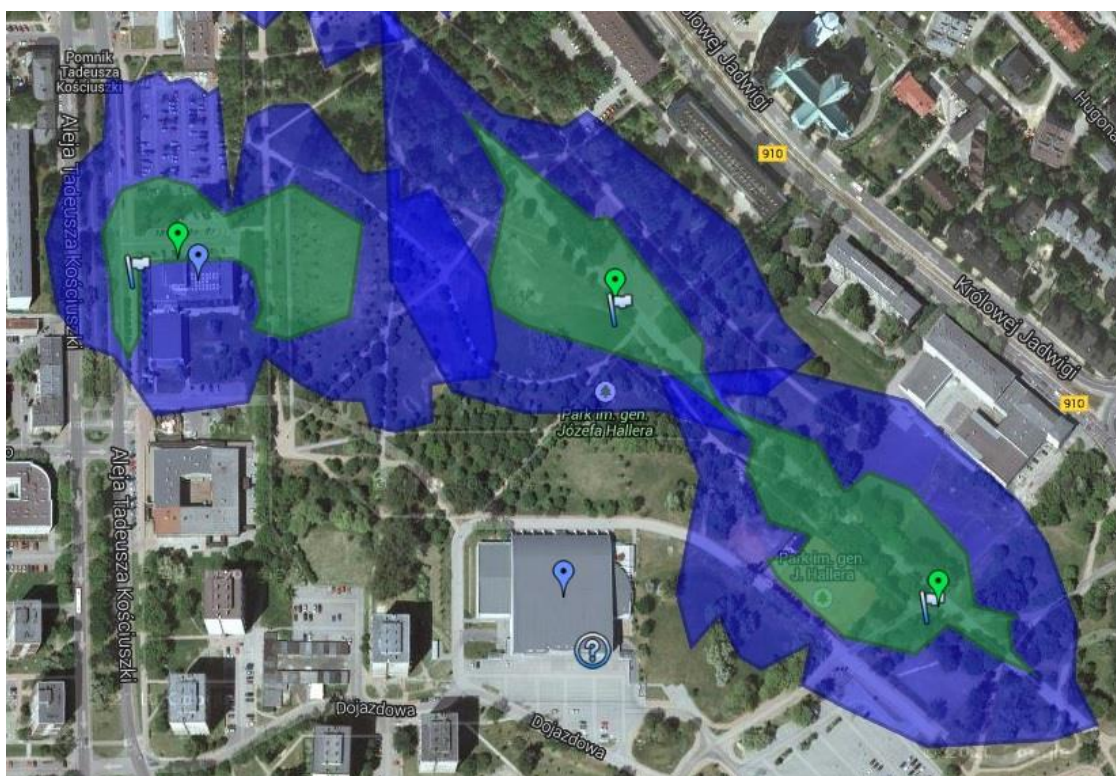 Pomnik
Tadeusza
Kościuszki
Aleja Tadeusza Kościuszki
Królowej Jadwigi
910
Hugona
Królowej Jadwigi
910
Park im. gen.
Józefa Hallera
Aleja Tadeusza Kościuszki
Park im. gen.
J. Hallera
?
Dojazdowa
Dojazdowa